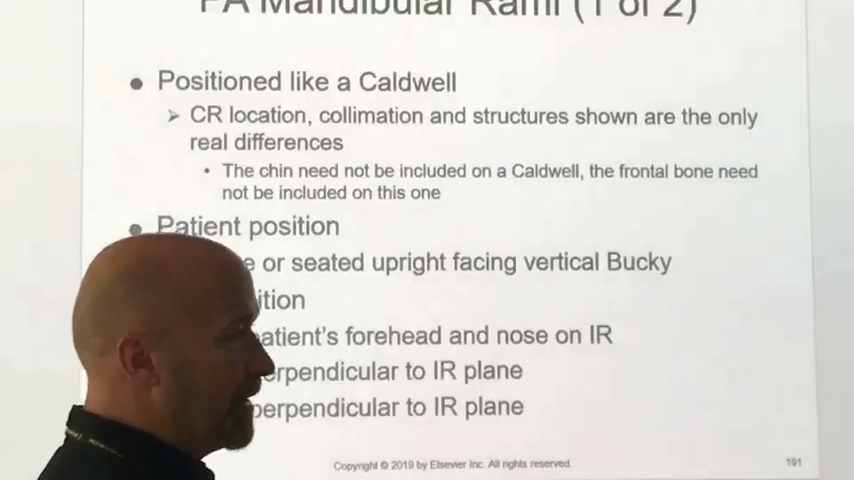 PA Mandibular Rami (1 of 2)
• Positioned like a Caldwell
➢ CR location, collimation and structures shown are the only
real differences
• The chin need not be included on a Caldwell, the frontal bone need
not be included on this one
• Patient position
e or seated upright facing vertical Bucky
ition
atient's forehead and nose on IR
erpendicular to IR plane
perpendicular to IR plane
Copyright © 2019 by Elsevier Inc. All rights reserved.
191